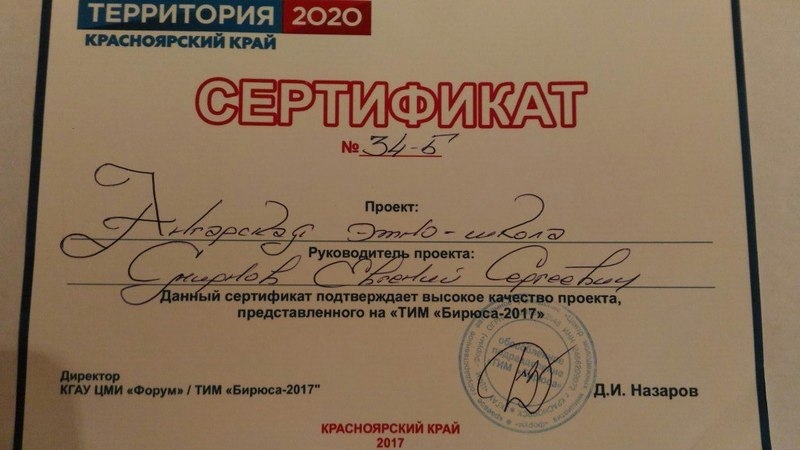 ТЕРРИТОРИЯ 2020
КРАСНОЯРСКИЙ КРАЙ
СЕРТИФИКАТ
№ 34-Б
Проект:
Ангарская этно-школа
Руководитель проекта:
Смирнов Евгений Сергеевич
Данный сертификат подтверждает высокое качество проекта,
представленного на «ТИМ «Бирюса-2017»
Директор
КГАУ ЦМИ «Форум» / ТИМ «Бирюса-2017"
Д.И. Назаров
КРАСНОЯРСКИЙ КРАЙ
2017